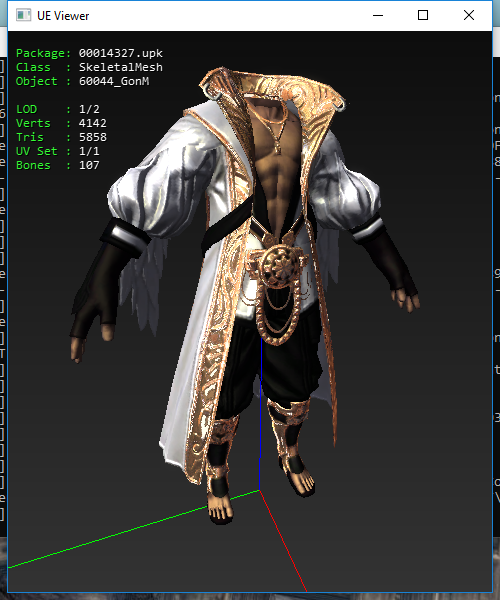 UE Viewer
Package: 00014327.upk
Class : SkeletalMesh
Object : 60044_GonM
LOD : 1/2
Verts : 4142
Tris : 5858
UV Set : 1/1
Bones : 107